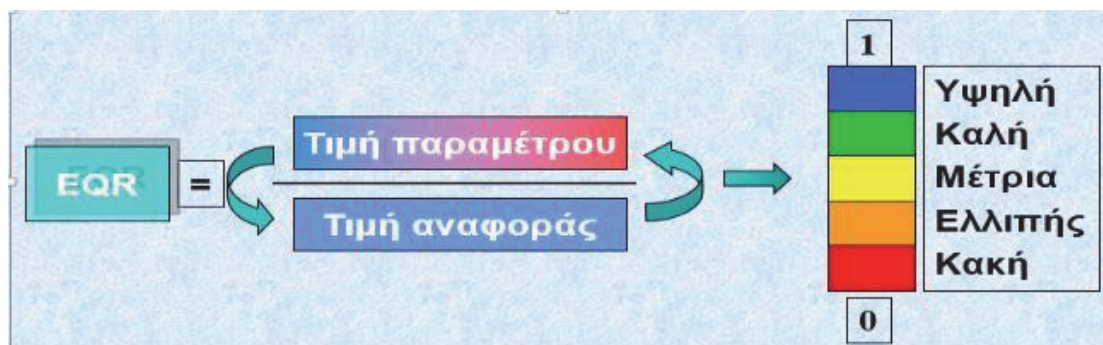 EQR
=
Τιμή παραμέτρου
Τιμή αναφοράς
1
Υψηλή
Καλή
Μέτρια
Ελλιπής
Κακή
0